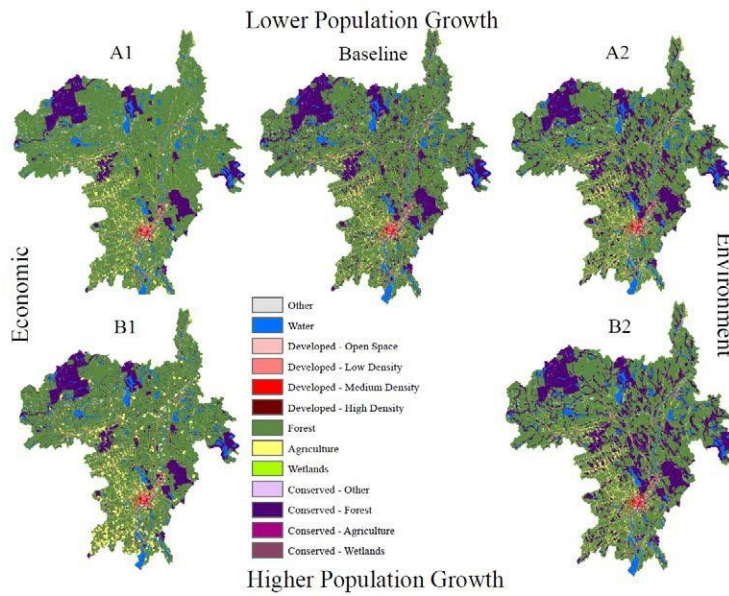 Lower Population Growth
A1
Baseline
A2
Economic
Environment
B1
B2
Other
Water
Developed - Open Space
Developed - Low Density
Developed - Medium Density
Developed - High Density
Forest
Agriculture
Wetlands
Conserved - Other
Conserved - Forest
Conserved - Agriculture
Conserved - Wetlands
Higher Population Growth